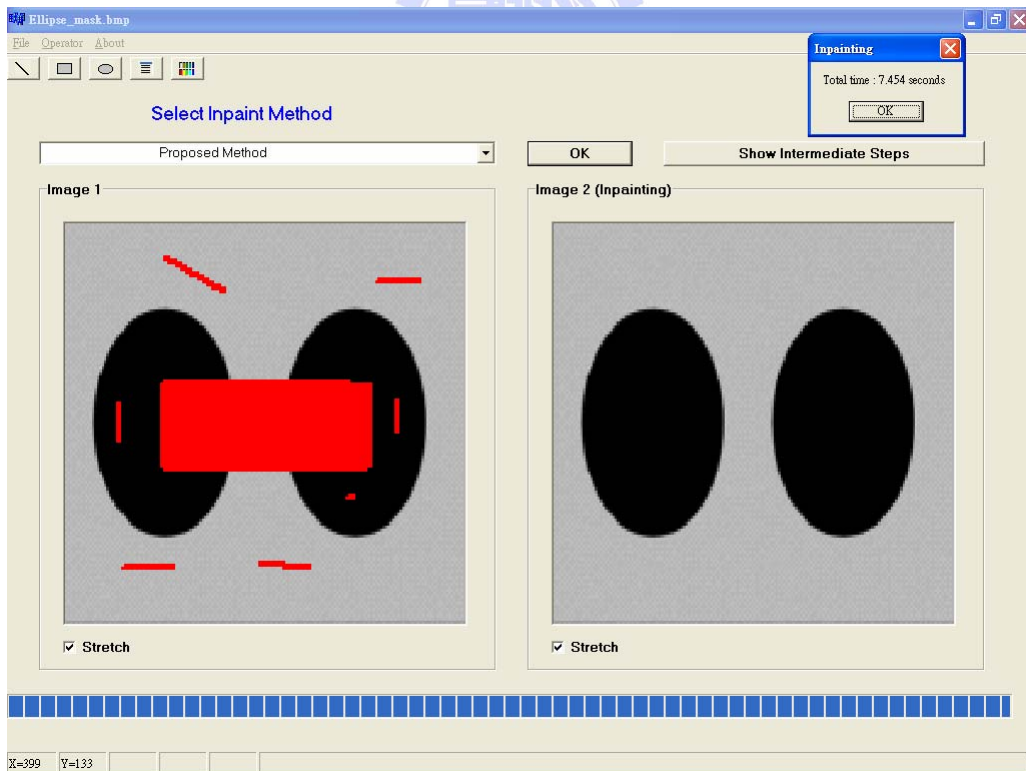 Ellipse_mask.bmp
File Operator About
Inpainting
Total time : 7.454 seconds
OK
Select Inpaint Method
Proposed Method
OK
Show Intermediate Steps
Image 1
Image 2 (Inpainting)
Stretch
Stretch
X=399 Y=133